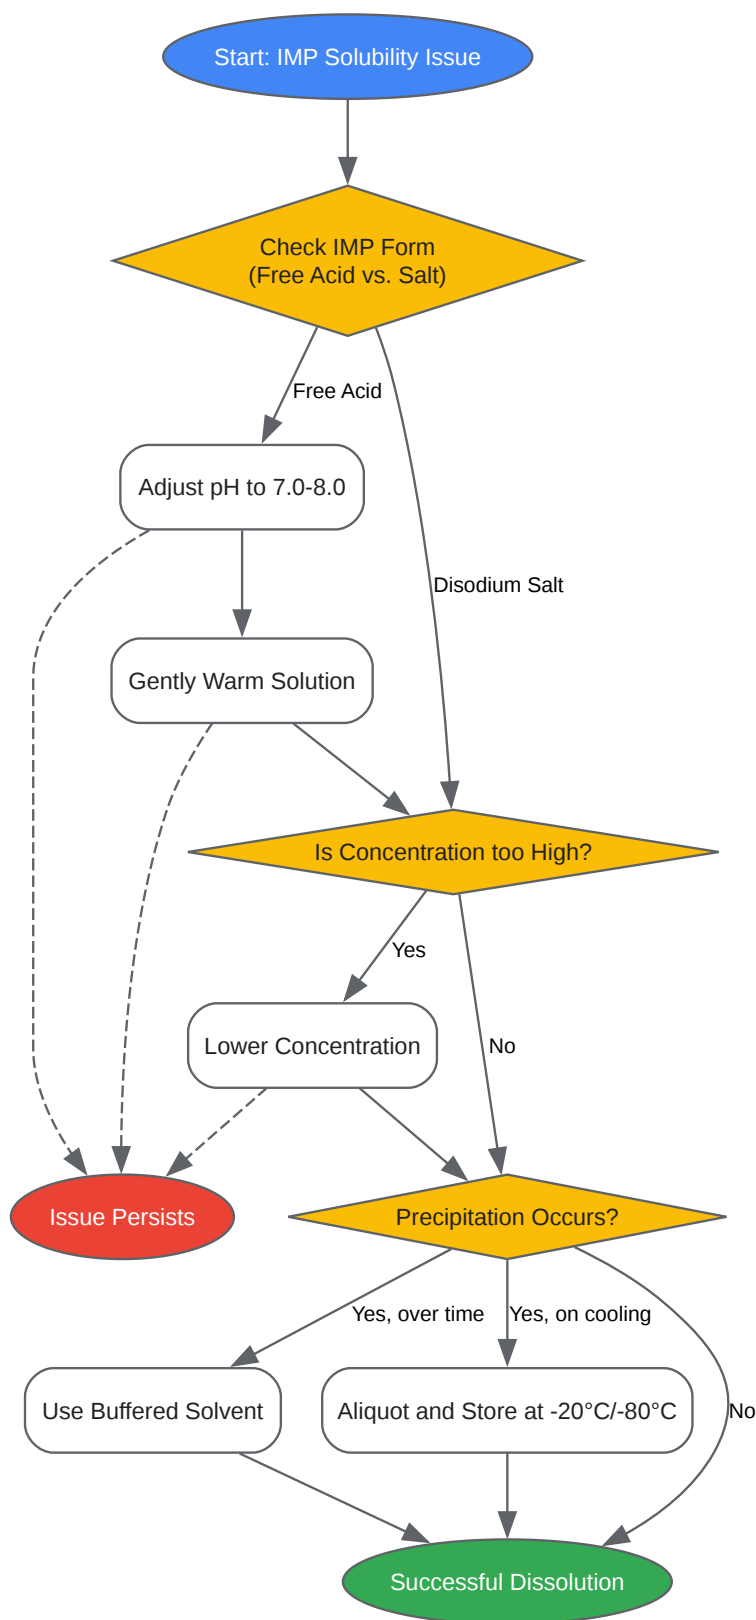 Start: IMP Solubility Issue
Check IMP Form
(Free Acid vs. Salt)
Free Acid
Adjust pH to 7.0-8.0
Disodium Salt
Gently Warm Solution
Is Concentration too High?
Yes
Lower Concentration
No
Issue Persists
Precipitation Occurs?
Yes, over time
Yes, on cooling
Use Buffered Solvent
Aliquot and Store at -20°C/-80°C
No
Successful Dissolution